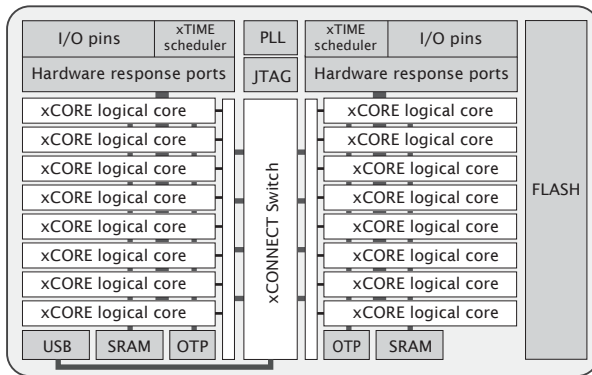 I/O pins
xTIME
scheduler
PLL
xTIME
scheduler
I/O pins
Hardware response ports
JTAG
Hardware response ports
xCORE logical core
xCORE logical core
xCORE logical core
xCORE logical core
xCORE logical core
xCORE logical core
xCORE logical core
xCORE logical core
xCONNECT Switch
xCORE logical core
xCORE logical core
xCORE logical core
xCORE logical core
xCORE logical core
xCORE logical core
xCORE logical core
xCORE logical core
FLASH
USB
SRAM
OTP
OTP
SRAM